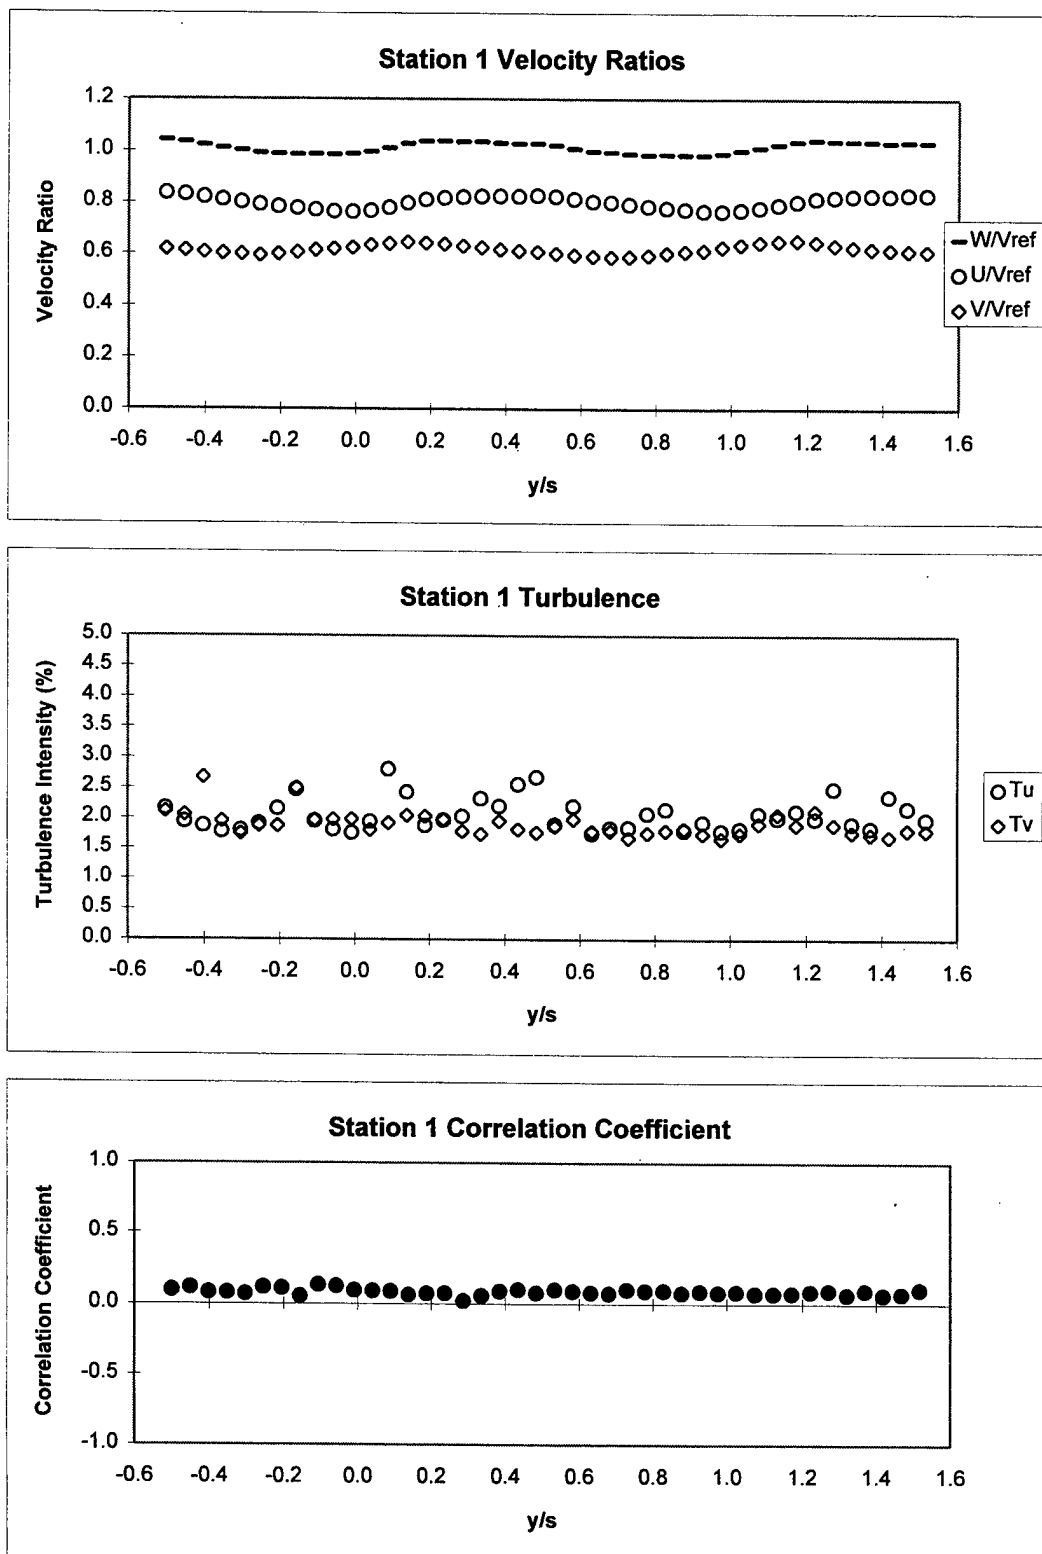 Station 1 Velocity Ratios
1.2
1.0
0.8
0.6
0.4
0.2
0.0
Velocity Ratio
-0.6 -0.4 -0.2 0.0 0.2 0.4 0.6 0.8 1.0 1.2 1.4 1.6
y/s
W/Vref
U/Vref
V/Vref
Station 1 Turbulence
5.0
4.5
4.0
3.5
3.0
2.5
2.0
1.5
1.0
0.5
0.0
Turbulence Intensity (%)
-0.6 -0.4 -0.2 0.0 0.2 0.4 0.6 0.8 1.0 1.2 1.4 1.6
y/s
Tu
Tv
Station 1 Correlation Coefficient
1.0
0.5
0.0
-0.5
-1.0
Correlation Coefficient
-0.6 -0.4 -0.2 0.0 0.2 0.4 0.6 0.8 1.0 1.2 1.4 1.6
y/s